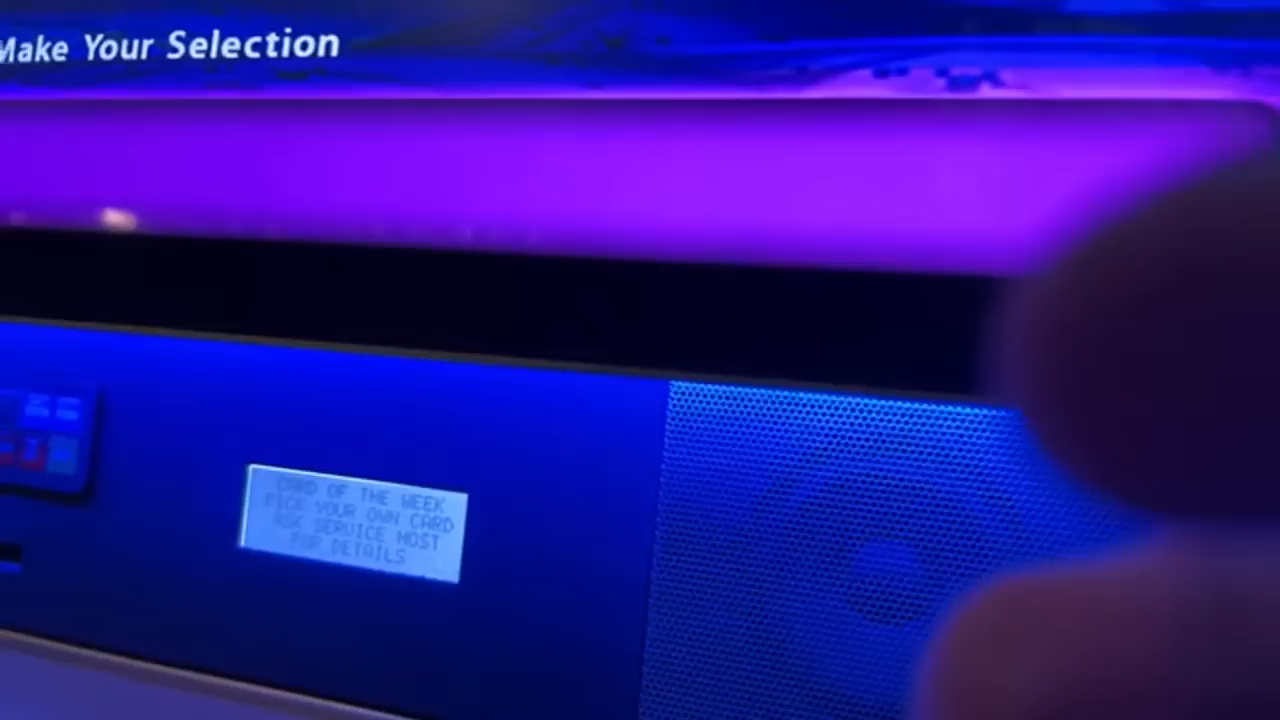 Make Your Selection
CARD OF THE WEEK
PICK YOUR OWN CARD
ASK SERVICE HOST
FOR DETAILS